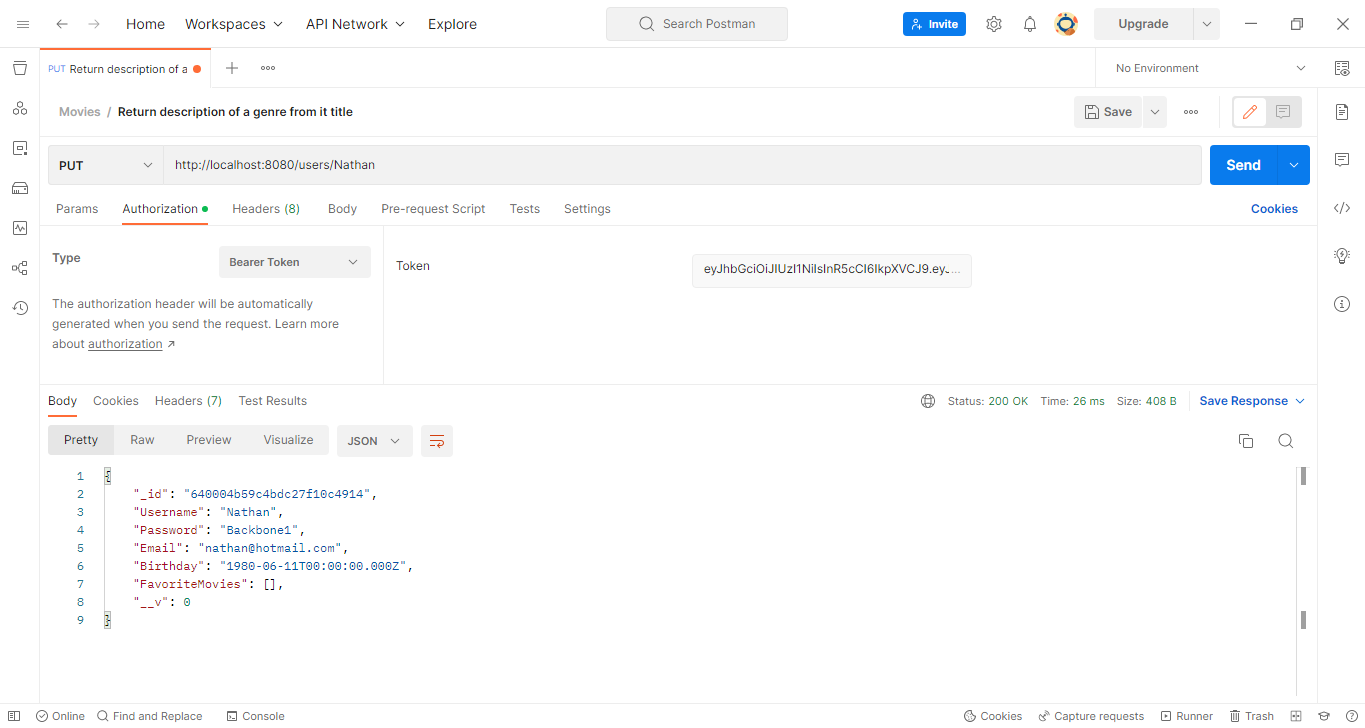 Home Workspaces API Network Explore Search Postman Invite Upgrade
PUT Return description of a No Environment
Movies / Return description of a genre from it title Save
PUT http://localhost:8080/users/Nathan Send
Params Authorization Headers (8) Body Pre-request Script Tests Settings Cookies
Type Bearer Token Token eyJhbGciOiJIUzI1NiIsInR5cCI6IkpXVCJ9.eyJ...
The authorization header will be automatically
generated when you send the request. Learn more
about authorization
Body Cookies Headers (7) Test Results Status: 200 OK Time: 26 ms Size: 408 B Save Response
Pretty Raw Preview Visualize JSON
1 {
2 "_id": "640004b59c4bdc27f10c4914",
3 "Username": "Nathan",
4 "Password": "Backbone1",
5 "Email": "nathan@hotmail.com",
6 "Birthday": "1980-06-11T00:00:00.000Z",
7 "FavoriteMovies": [],
8 "__v": 0
9 }
Online Find and Replace Console Cookies Capture requests Runner Trash